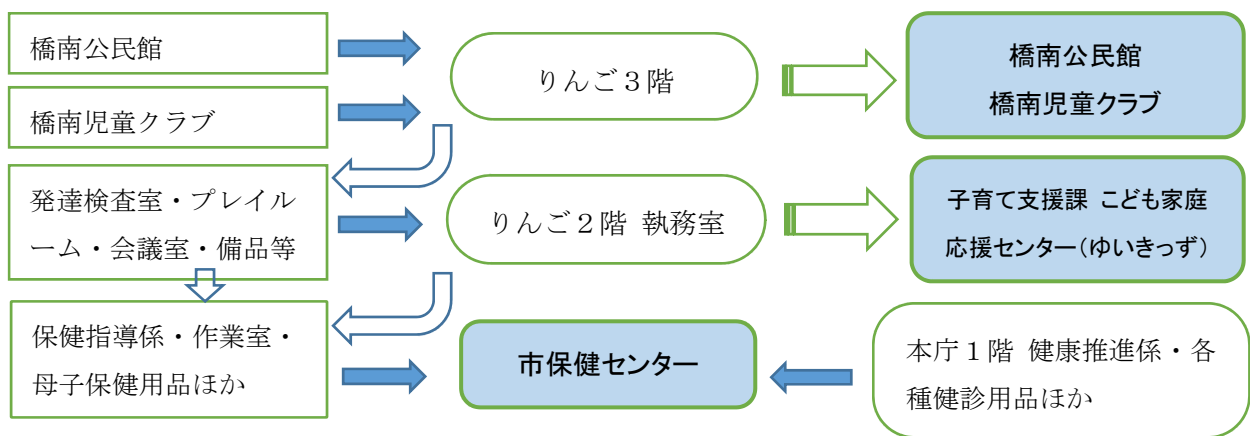 橋南公民館
りんご３階
橋南公民館
橋南児童クラブ
橋南児童クラブ
発達検査室・プレイル
ーム・会議室・備品等
りんご２階 執務室
子育て支援課 こども家庭
応援センター（ゆいきっず）
保健指導係・作業室・
母子保健用品ほか
市保健センター
本庁１階 健康推進係・各
種健診用品ほか